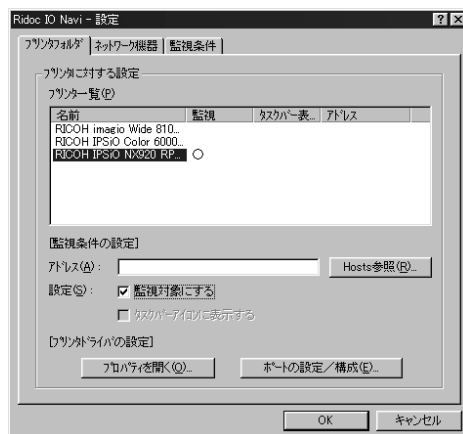 Ridoc IO Navi - 設定
プリンタフォルダ ネットワーク機器 監視条件
プリンタに対する設定
プリンター覧(P)
名前 監視 タスクバー表... アドレス
RICOH imagio Wide 810...
RICOH IPSiO Color 6000...
RICOH IPSiO NX920 RP... ○
[監視条件の設定]
アドレス(A): Hosts参照(R)...
設定(S): 監視対象にする
タスクバーアイコンに表示する
[プリンタドライバの設定]
プロパティを開く(O)... ポートの設定/構成(E)...
OK キャンセル